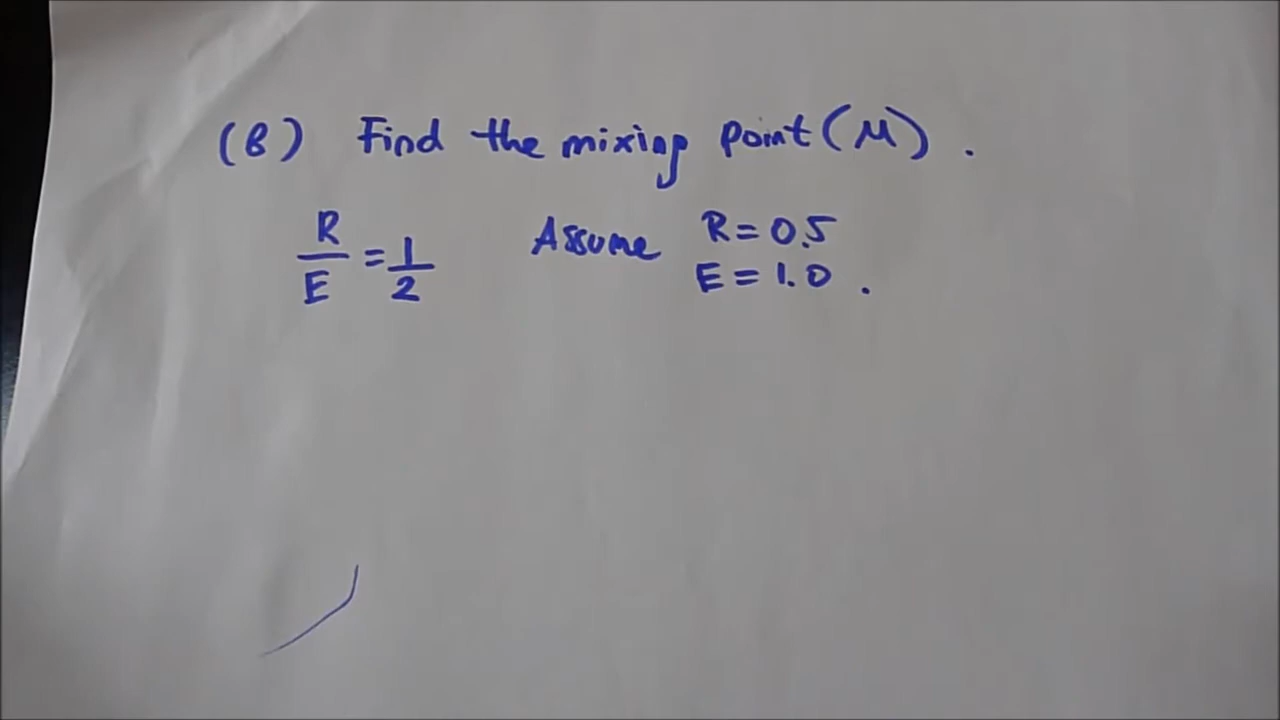 (B) Find the mixing point (M).
R/E = 1/2 Assume R = 0.5
E = 1.0.